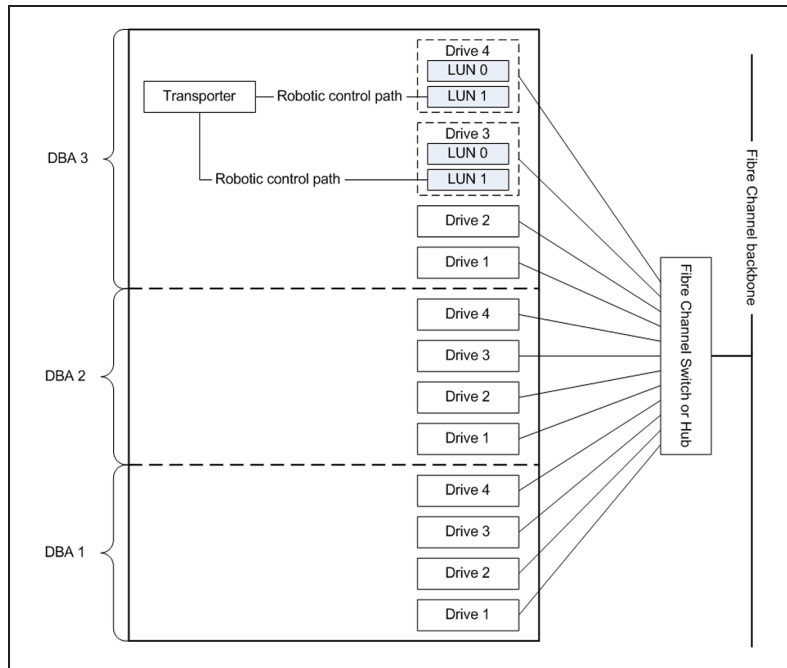 Drive 4
LUN 0
LUN 1
Transporter
Robotic control path
Drive 3
LUN 0
LUN 1
Robotic control path
DBA 3
Drive 2
Drive 1
Drive 4
Drive 3
DBA 2
Drive 2
Drive 1
Drive 4
Drive 3
DBA 1
Drive 2
Drive 1
Fibre Channel Switch or Hub
Fibre Channel backbone